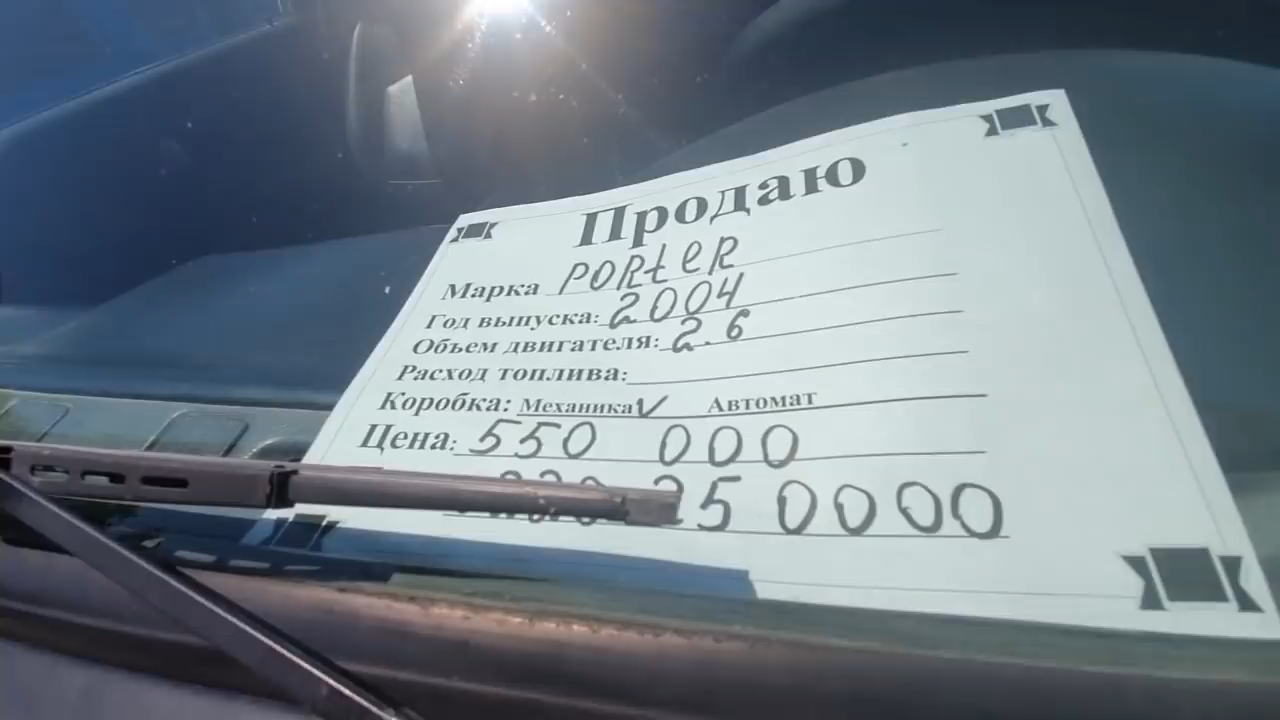 Продаю
Марка PORteR
Год выпуска: 2004
Объем двигателя: 2.6
Расход топлива:
Коробка: Механика V Автомат
Цена: 550 000
5 0000